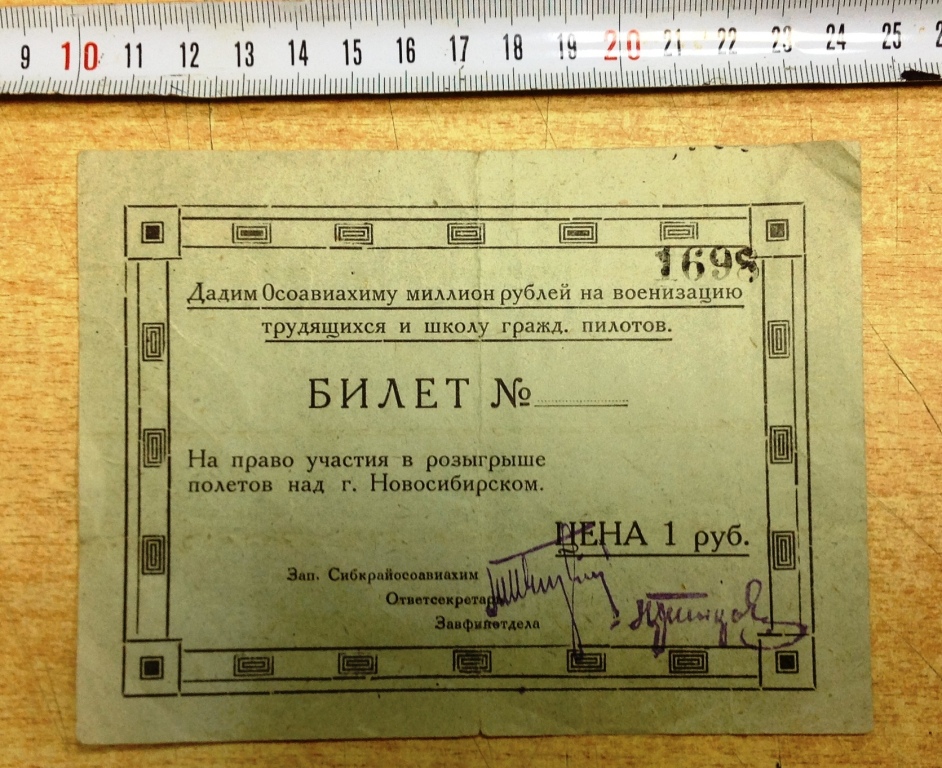 9 10 11 12 13 14 15 16 17 18 19 20 21 22 23 24 25
1698
Дадим Осоавиахиму миллион рублей на военизацию
трудящихся и школу гражд. пилотов.
БИЛЕТ №
На право участия в розыгрыше
полетов над г. Новосибирском.
ЦЕНА 1 руб.
Зап. Сибкрайосоавиахим
Ответсекретарь
Завфинотдела